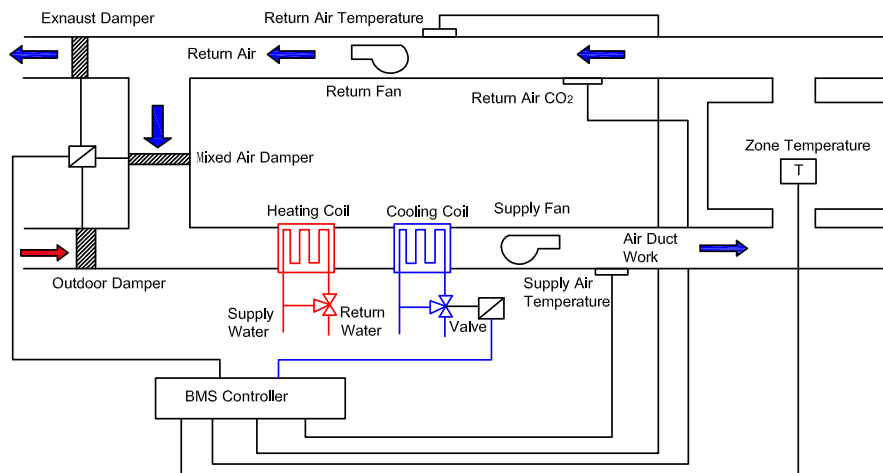 Exhaust Damper
Return Air Temperature
Return Air
Return Fan
Return Air CO2
Mixed Air Damper
Zone Temperature
T
Heating Coil
Cooling Coil
Supply Fan
Air Duct
Work
Outdoor Damper
Supply Air
Temperature
Supply
Water
Return
Water
Valve
BMS Controller